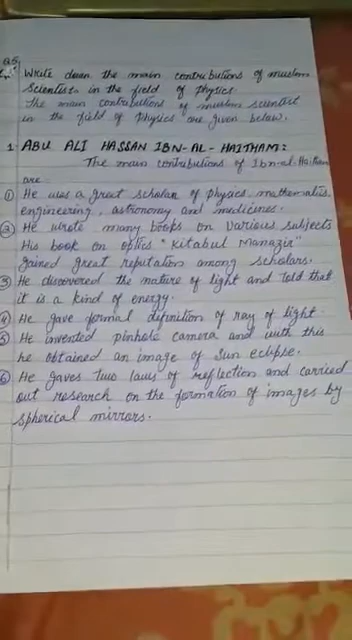 Q5
Write down the main contributions of muslim
scientists in the field of physics.
The main contributions of muslim scientist
in the field of physics are given below.
1 ABU ALI HASSAN IBN-AL-HAITHAM:
The main contributions of Ibn-al-Haitham
are
① He was a great scholar of physics, mathematics,
engineering, astronomy and medicines.
② He wrote many books on various subjects
His book on optics "Kitabul Manazir"
gained great reputation among scholars.
③ He discovered the nature of light and told that
it is a kind of energy.
④ He gave formal definition of ray of light.
⑤ He invented pinhole camera and with this
he obtained an image of sun eclipse.
⑥ He gaves two laws of reflection and carried
out research on the formation of images by
spherical mirrors.